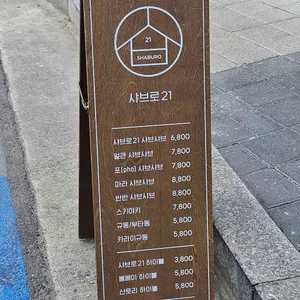 21
SHABURO
샤브로21
샤브로21 샤브샤브 6,800
얼큰 샤브샤브 7,800
포(pho) 샤브샤브 7,800
마라 샤브샤브 8,800
반반 샤브샤브 8,800
스키야키 7,800
규동/부타동 5,800
카라이규동 5,800
샤브로21 하이볼 3,800
봄베이 하이볼 5,800
산토리 하이볼 5,800